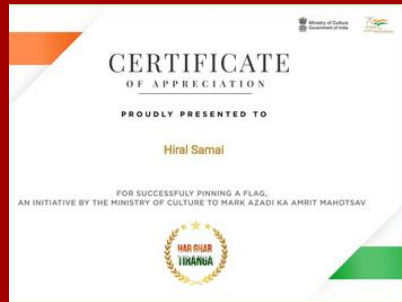 Ministry of Culture
Government of India
CERTIFICATE
OF APPRECIATION
PROUDLY PRESENTED TO
Hiral Samai
FOR SUCCESSFULY PINNING A FLAG,
AN INITIATIVE BY THE MINISTRY OF CULTURE TO MARK AZADI KA AMRIT MAHOTSAV
HAR GHAR
TIRANGA